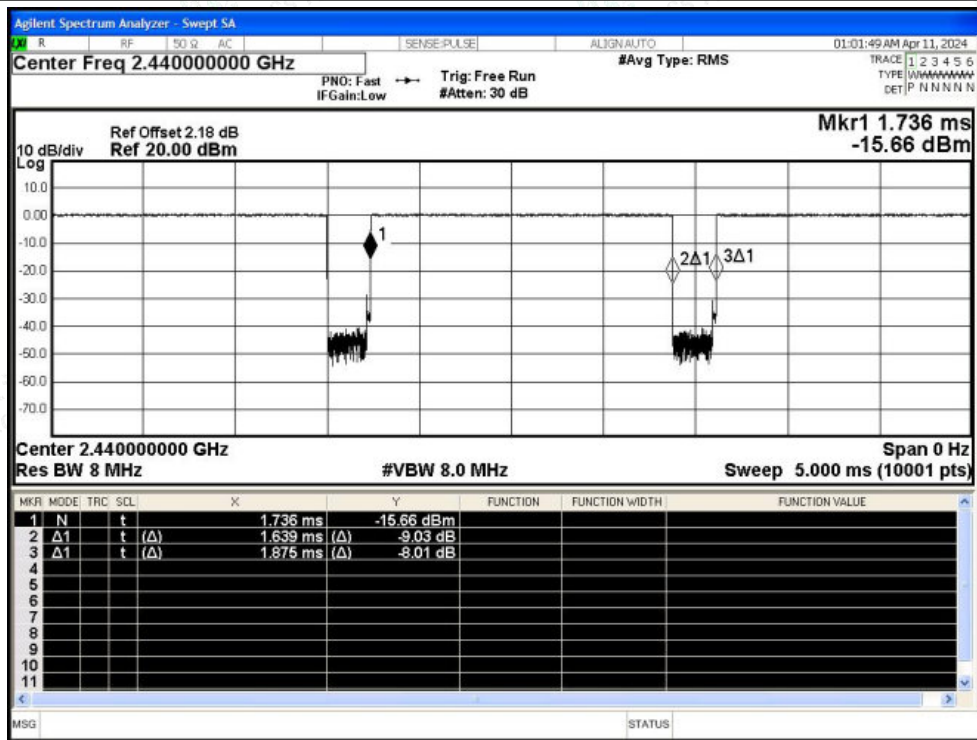 Agilent Spectrum Analyzer - Swept SA
LXI R RF 50 Ω AC SENSE:PULSE ALIGNAUTO 01:01:49 AM Apr 11, 2024
Center Freq 2.440000000 GHz #Avg Type: RMS TRACE 1 2 3 4 5 6
PNO: Fast Trig: Free Run TYPE WWWWWW
IFGain:Low #Atten: 30 dB DET P N N N N N
Mkr1 1.736 ms
Ref Offset 2.18 dB
10 dB/div Ref 20.00 dBm -15.66 dBm
Log
10.0
0.00
-10.0
-20.0
-30.0
-40.0
-50.0
-60.0
-70.0
1
2Δ1 3Δ1
Center 2.440000000 GHz Span 0 Hz
Res BW 8 MHz #VBW 8.0 MHz Sweep 5.000 ms (10001 pts)
MKR MODE TRC SCL X Y FUNCTION FUNCTION WIDTH FUNCTION VALUE
1 N t 1.736 ms -15.66 dBm
2 Δ1 t (Δ) 1.639 ms (Δ) -9.03 dB
3 Δ1 t (Δ) 1.875 ms (Δ) -8.01 dB
4
5
6
7
8
9
10
11
MSG STATUS